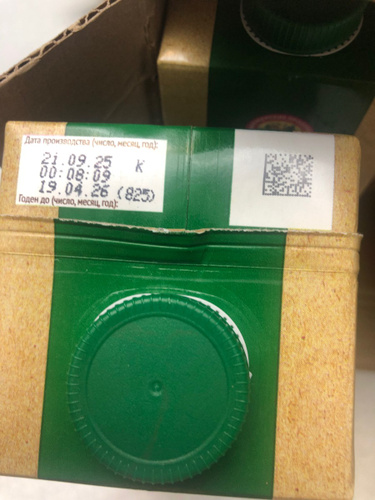 Дата производства (число, месяц, год):
21.09.25 К
00:08:09
19.04.26 (825)
Годен до (число, месяц, год):